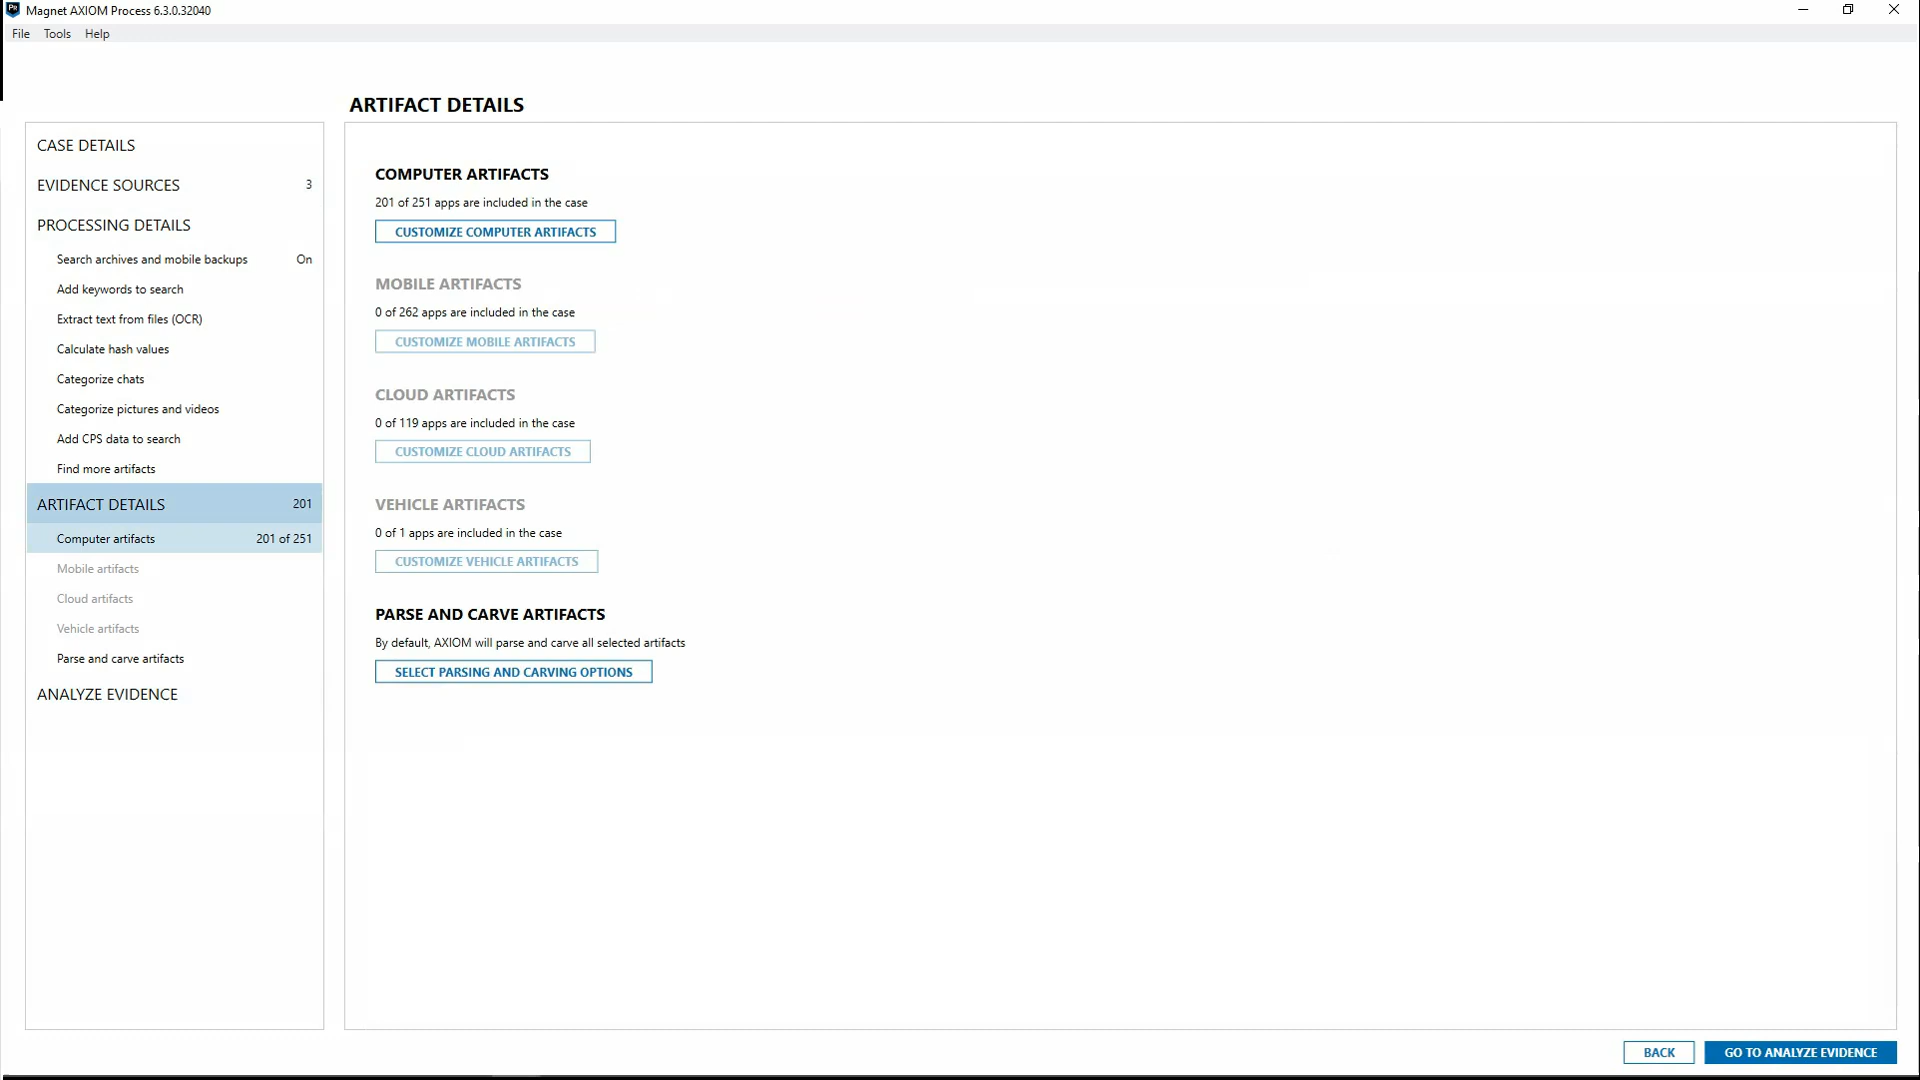 Magnet AXIOM Process 6.3.0.32040
File Tools Help
ARTIFACT DETAILS
CASE DETAILS
EVIDENCE SOURCES 3
PROCESSING DETAILS
Search archives and mobile backups On
Add keywords to search
Extract text from files (OCR)
Calculate hash values
Categorize chats
Categorize pictures and videos
Add CPS data to search
Find more artifacts
ARTIFACT DETAILS 201
Computer artifacts 201 of 251
Mobile artifacts
Cloud artifacts
Vehicle artifacts
Parse and carve artifacts
ANALYZE EVIDENCE
COMPUTER ARTIFACTS
201 of 251 apps are included in the case
CUSTOMIZE COMPUTER ARTIFACTS
MOBILE ARTIFACTS
0 of 262 apps are included in the case
CUSTOMIZE MOBILE ARTIFACTS
CLOUD ARTIFACTS
0 of 119 apps are included in the case
CUSTOMIZE CLOUD ARTIFACTS
VEHICLE ARTIFACTS
0 of 1 apps are included in the case
CUSTOMIZE VEHICLE ARTIFACTS
PARSE AND CARVE ARTIFACTS
By default, AXIOM will parse and carve all selected artifacts
SELECT PARSING AND CARVING OPTIONS
BACK GO TO ANALYZE EVIDENCE